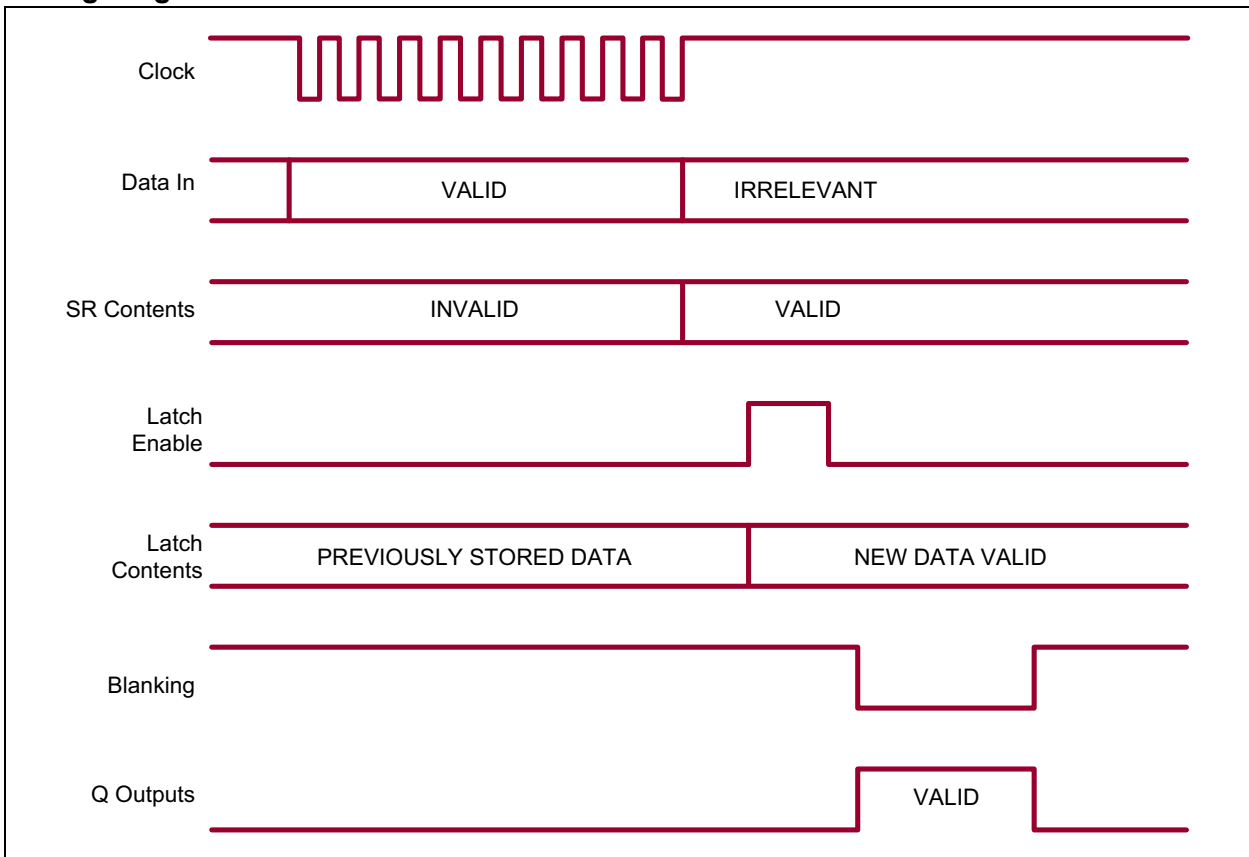 Clock
Data In
VALID
IRRELEVANT
SR Contents
INVALID
VALID
Latch
Enable
Latch
Contents
PREVIOUSLY STORED DATA
NEW DATA VALID
Blanking
Q Outputs
VALID